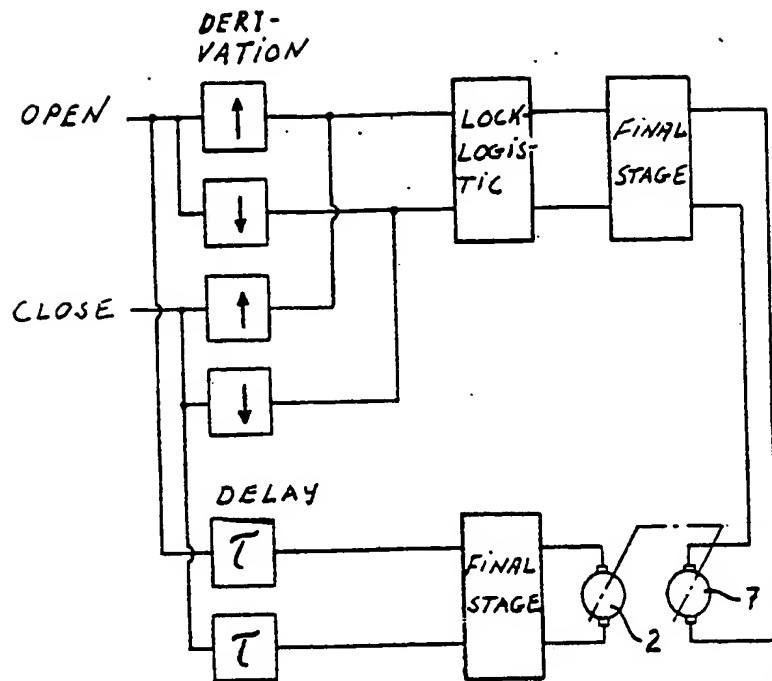 DERI-
VATION
OPEN
↑
LOCK-
LOGIS-
TIC
FINAL
STAGE
↓
CLOSE
↑
↓
DELAY
τ
FINAL
STAGE
2
7
τ